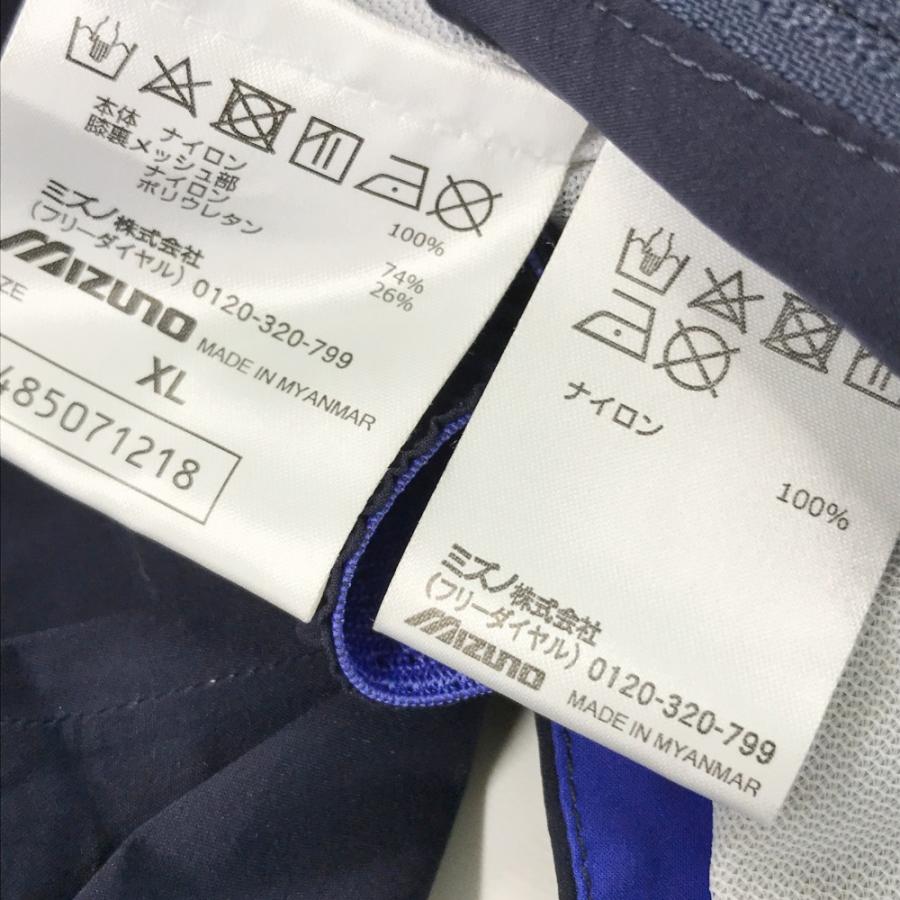 本体 ナイロン 100%
膝裏メッシュ部
ナイロン 74%
ポリウレタン 26%
ミズノ株式会社
(フリーダイヤル) 0120-320-799
MIZUNO MADE IN MYANMAR
XL
485071218
ナイロン 100%
ミズノ株式会社
(フリーダイヤル) 0120-320-799
MIZUNO MADE IN MYANMAR